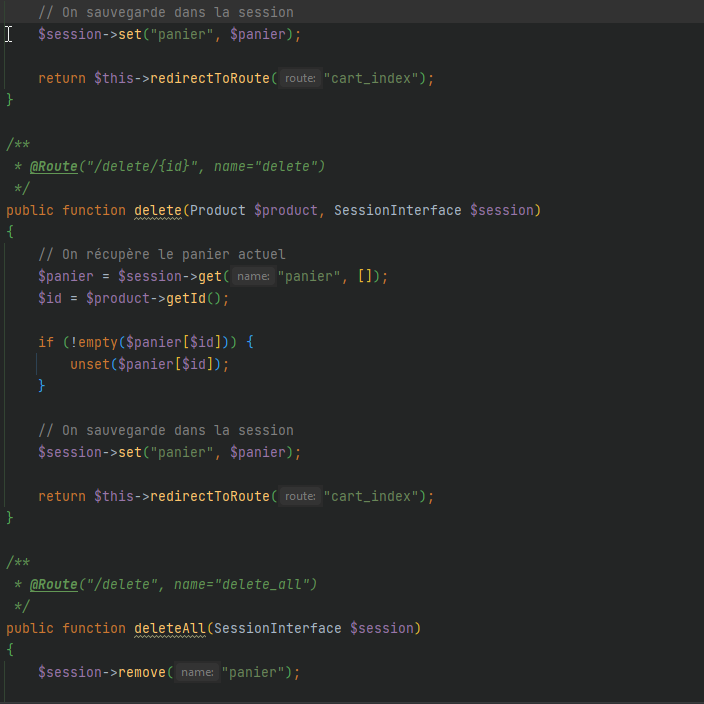 // On sauvegarde dans la session
$session->set("panier", $panier);
return $this->redirectToRoute( route: "cart_index");
}
/**
* @Route("/delete/{id}", name="delete")
*/
public function delete(Product $product, SessionInterface $session)
{
// On récupère le panier actuel
$panier = $session->get( name: "panier", []);
$id = $product->getId();
if (!empty($panier[$id])) {
unset($panier[$id]);
}
// On sauvegarde dans la session
$session->set("panier", $panier);
return $this->redirectToRoute( route: "cart_index");
}
/**
* @Route("/delete", name="delete_all")
*/
public function deleteAll(SessionInterface $session)
{
$session->remove( name: "panier");